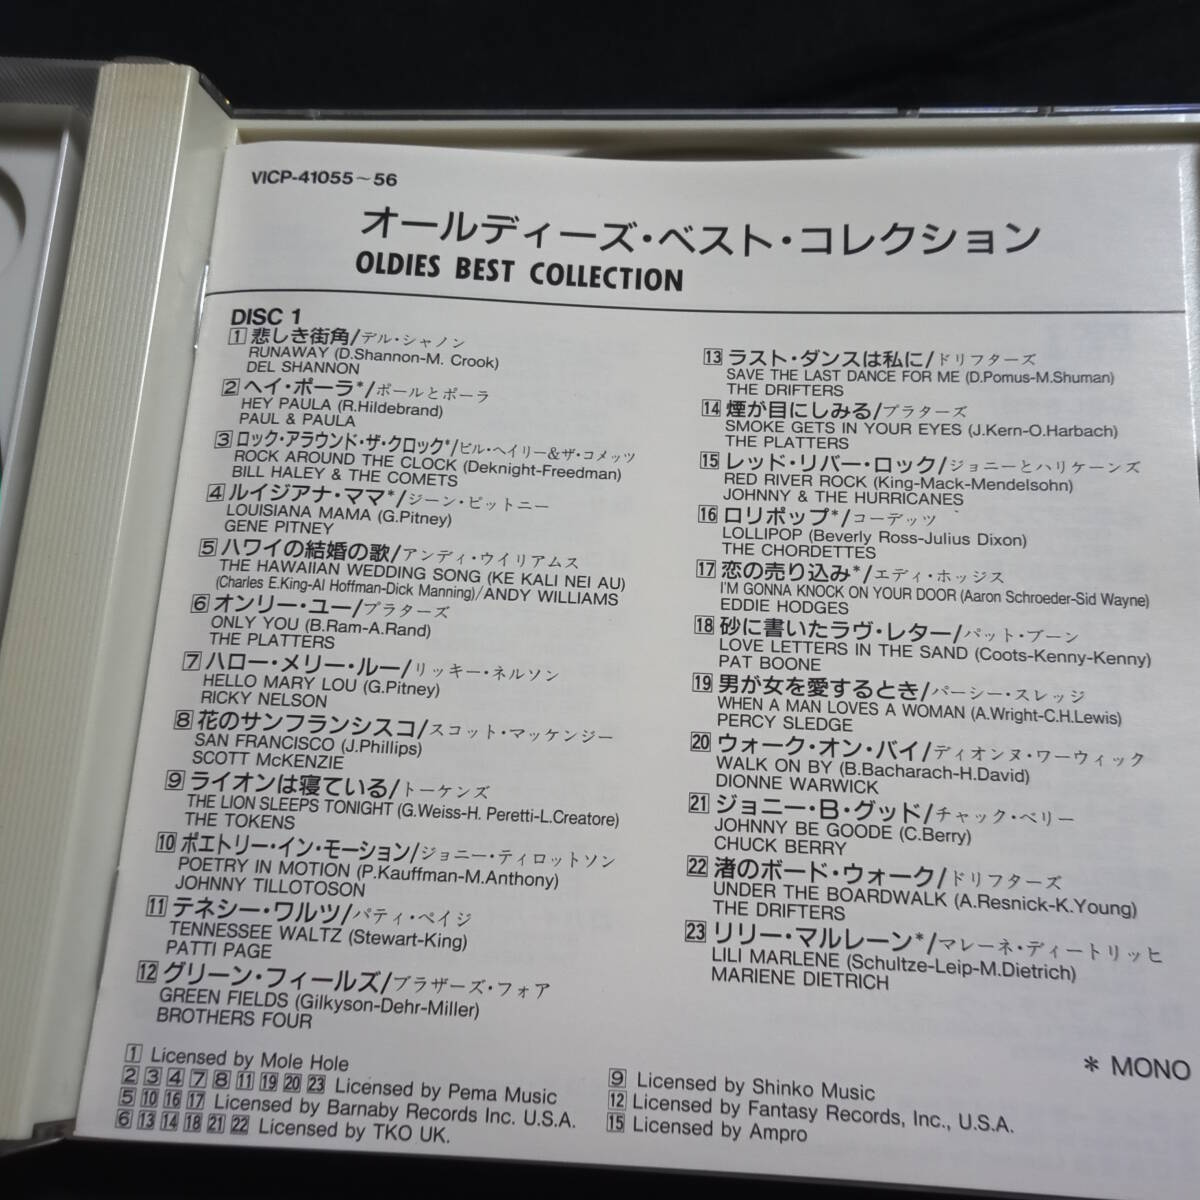 VICP-41055～56
オールディーズ・ベスト・コレクション
OLDIES BEST COLLECTION
DISC 1
1 悲しき街角/デル・シャノン
RUNAWAY (D.Shannon-M. Crook)
DEL SHANNON
2 ヘイ・ポーラ*/ポールとポーラ
HEY PAULA (R.Hildebrand)
PAUL & PAULA
3 ロック・アラウンド・ザ・クロック*/ビル・ヘイリー&ザ・コメッツ
ROCK AROUND THE CLOCK (Deknight-Freedman)
BILL HALEY & THE COMETS
4 ルイジアナ・ママ*/ジーン・ピットニー
LOUISIANA MAMA (G.Pitney)
GENE PITNEY
5 ハワイの結婚の歌/アンディ・ウイリアムス
THE HAWAIIAN WEDDING SONG (KE KALI NEI AU)
(Charles E.King-Al Hoffman-Dick Manning)/ANDY WILLIAMS
6 オンリー・ユー/プラターズ
ONLY YOU (B.Ram-A.Rand)
THE PLATTERS
7 ハロー・メリー・ルー/リッキー・ネルソン
HELLO MARY LOU (G.Pitney)
RICKY NELSON
8 花のサンフランシスコ/スコット・マッケンジー
SAN FRANCISCO (J.Phillips)
SCOTT McKENZIE
9 ライオンは寝ている/トーケンズ
THE LION SLEEPS TONIGHT (G.Weiss-H. Peretti-L.Creatore)
THE TOKENS
10 ポエトリー・イン・モーション/ジョニー・ティロットソン
POETRY IN MOTION (P.Kauffman-M.Anthony)
JOHNNY TILLOTOSON
11 テネシー・ワルツ/パティ・ペイジ
TENNESSEE WALTZ (Stewart-King)
PATTI PAGE
12 グリーン・フィールズ/ブラザーズ・フォア
GREEN FIELDS (Gilkyson-Dehr-Miller)
BROTHERS FOUR
13 ラスト・ダンスは私に/ドリフターズ
SAVE THE LAST DANCE FOR ME (D.Pomus-M.Shuman)
THE DRIFTERS
14 煙が目にしみる/プラターズ
SMOKE GETS IN YOUR EYES (J.Kern-O.Harbach)
THE PLATTERS
15 レッド・リバー・ロック/ジョニーとハリケーンズ
RED RIVER ROCK (King-Mack-Mendelsohn)
JOHNNY & THE HURRICANES
16 ロリポップ*/コーデッツ
LOLLIPOP (Beverly Ross-Julius Dixon)
THE CHORDETTES
17 恋の売り込み*/エディ・ホッジス
I'M GONNA KNOCK ON YOUR DOOR (Aaron Schroeder-Sid Wayne)
EDDIE HODGES
18 砂に書いたラヴ・レター/パット・ブーン
LOVE LETTERS IN THE SAND (Coots-Kenny-Kenny)
PAT BOONE
19 男が女を愛するとき/パーシー・スレッジ
WHEN A MAN LOVES A WOMAN (A.Wright-C.H.Lewis)
PERCY SLEDGE
20 ウォーク・オン・バイ/ディオンヌ・ワーウィック
WALK ON BY (B.Bacharach-H.David)
DIONNE WARWICK
21 ジョニー・B・グッド/チャック・ベリー
JOHNNY BE GOODE (C.Berry)
CHUCK BERRY
22 渚のボード・ウォーク/ドリフターズ
UNDER THE BOARDWALK (A.Resnick-K.Young)
THE DRIFTERS
23 リリー・マルレーン*/マレーネ・ディートリッヒ
LILI MARLENE (Schultze-Leip-M.Dietrich)
MARIENE DIETRICH
* MONO
1 Licensed by Mole Hole
2 3 4 7 8 11 19 20 23 Licensed by Pema Music
5 10 16 17 Licensed by Barnaby Records Inc. U.S.A.
6 13 14 18 21 22 Licensed by TKO UK.
9 Licensed by Shinko Music
12 Licensed by Fantasy Records, Inc., U.S.A.
15 Licensed by Ampro